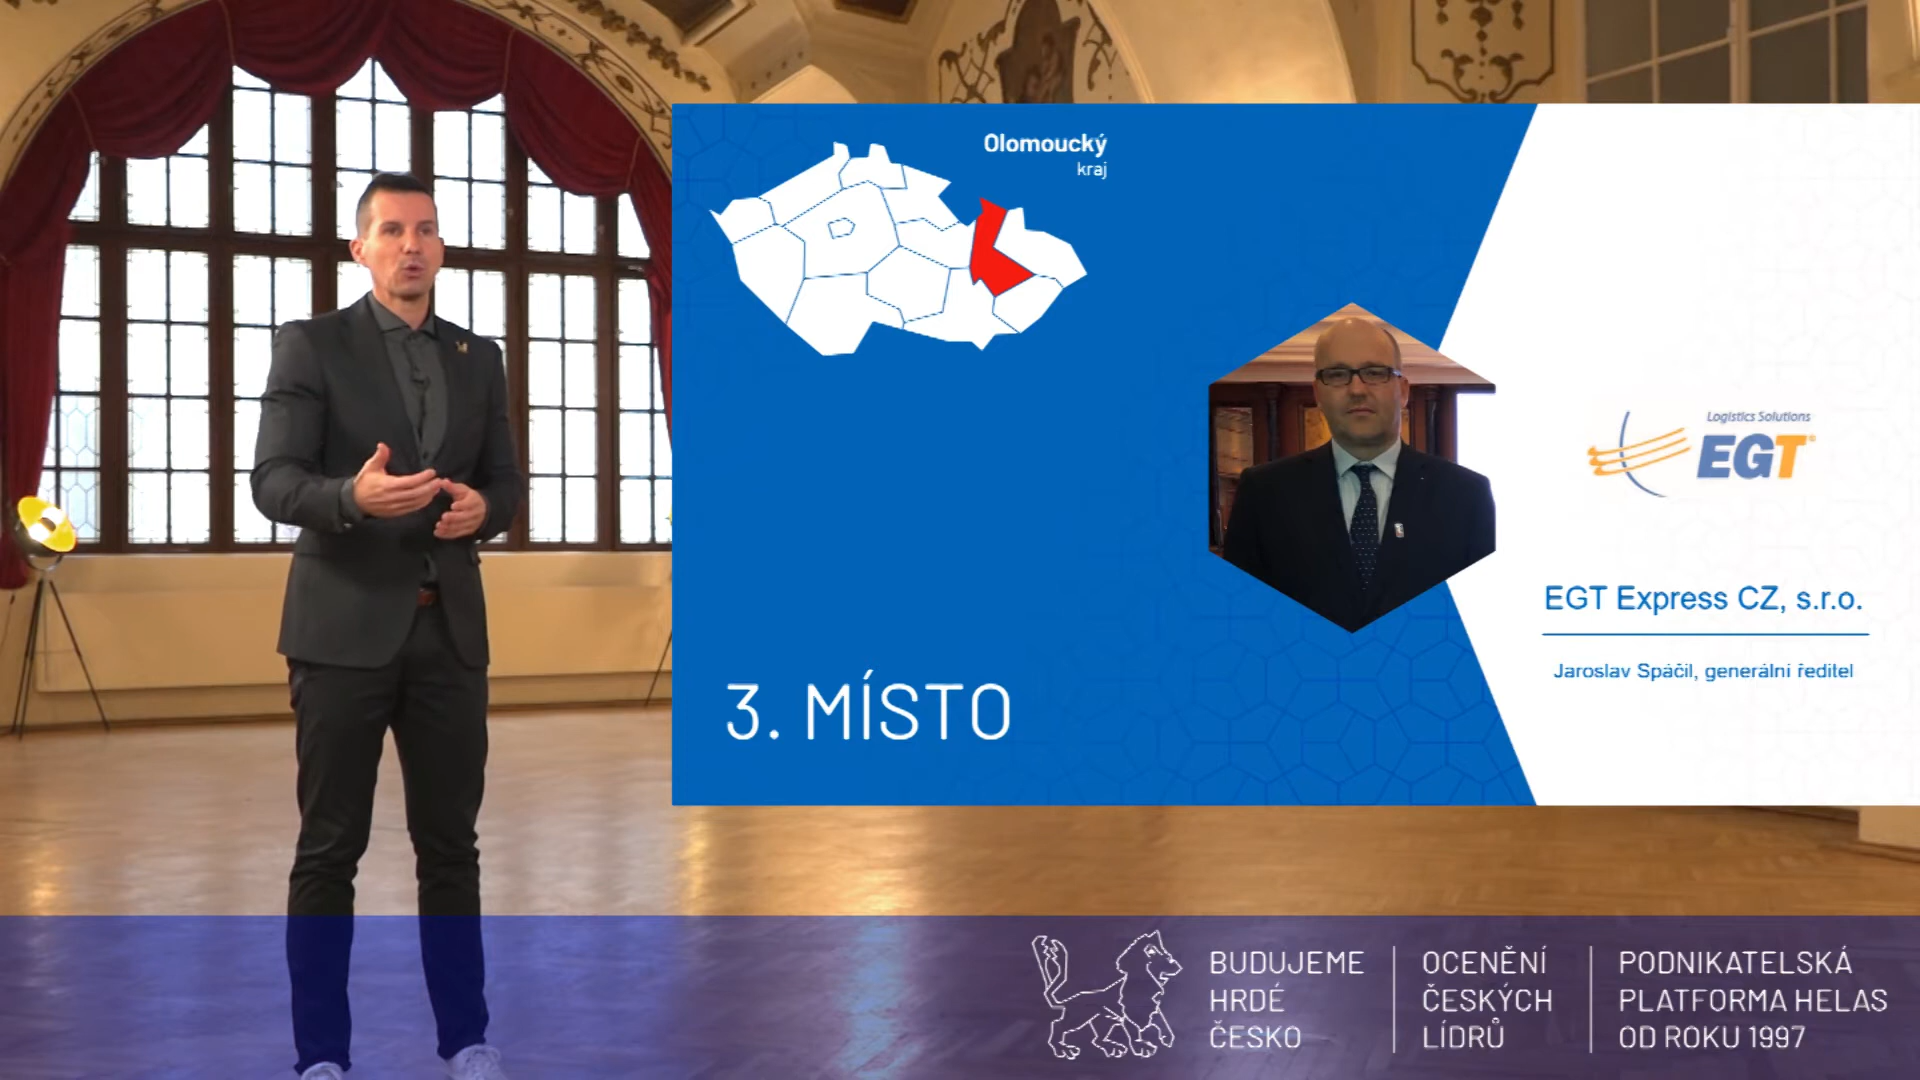 Olomoucký
kraj
Logistics Solutions
EGT
EGT Express CZ, s.r.o.
Jaroslav Spáčil, generální ředitel
3. MÍSTO
BUDUJEME
HRDÉ
ČESKO
OCENĚNÍ
ČESKÝCH
LÍDRŮ
PODNIKATELSKÁ
PLATFORMA HELAS
OD ROKU 1997